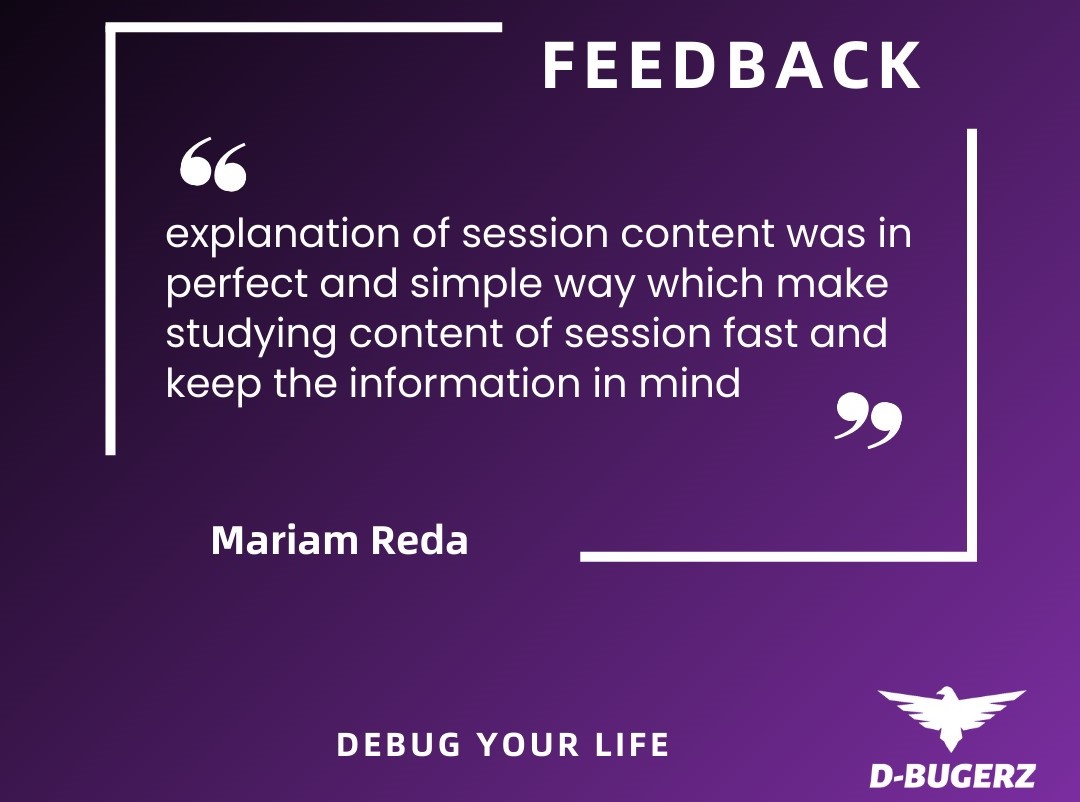 FEEDBACK
“
explanation of session content was in
perfect and simple way which make
studying content of session fast and
keep the information in mind
”
Mariam Reda
DEBUG YOUR LIFE
D-BUGERZ